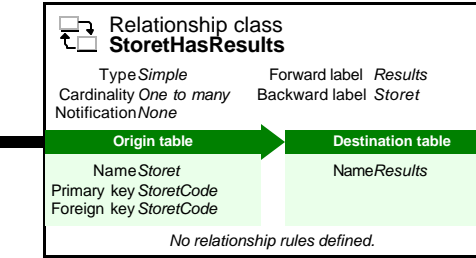 Relationship class
StoretHasResults
Type Simple Forward label Results
Cardinality One to many Backward label Storet
Notification None
Origin table Destination table
Name Storet Name Results
Primary key StoretCode
Foreign key StoretCode
No relationship rules defined.